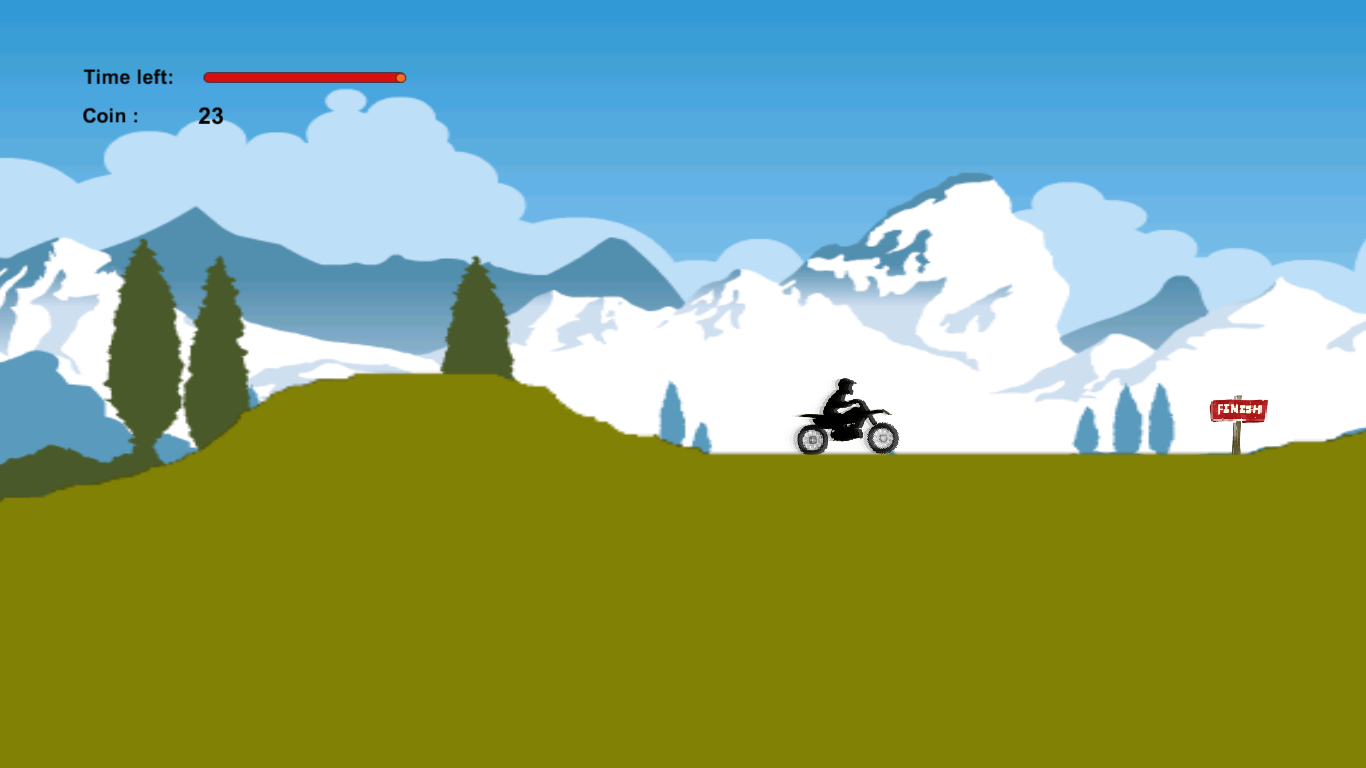 Time left:
Coin : 23
FINISH